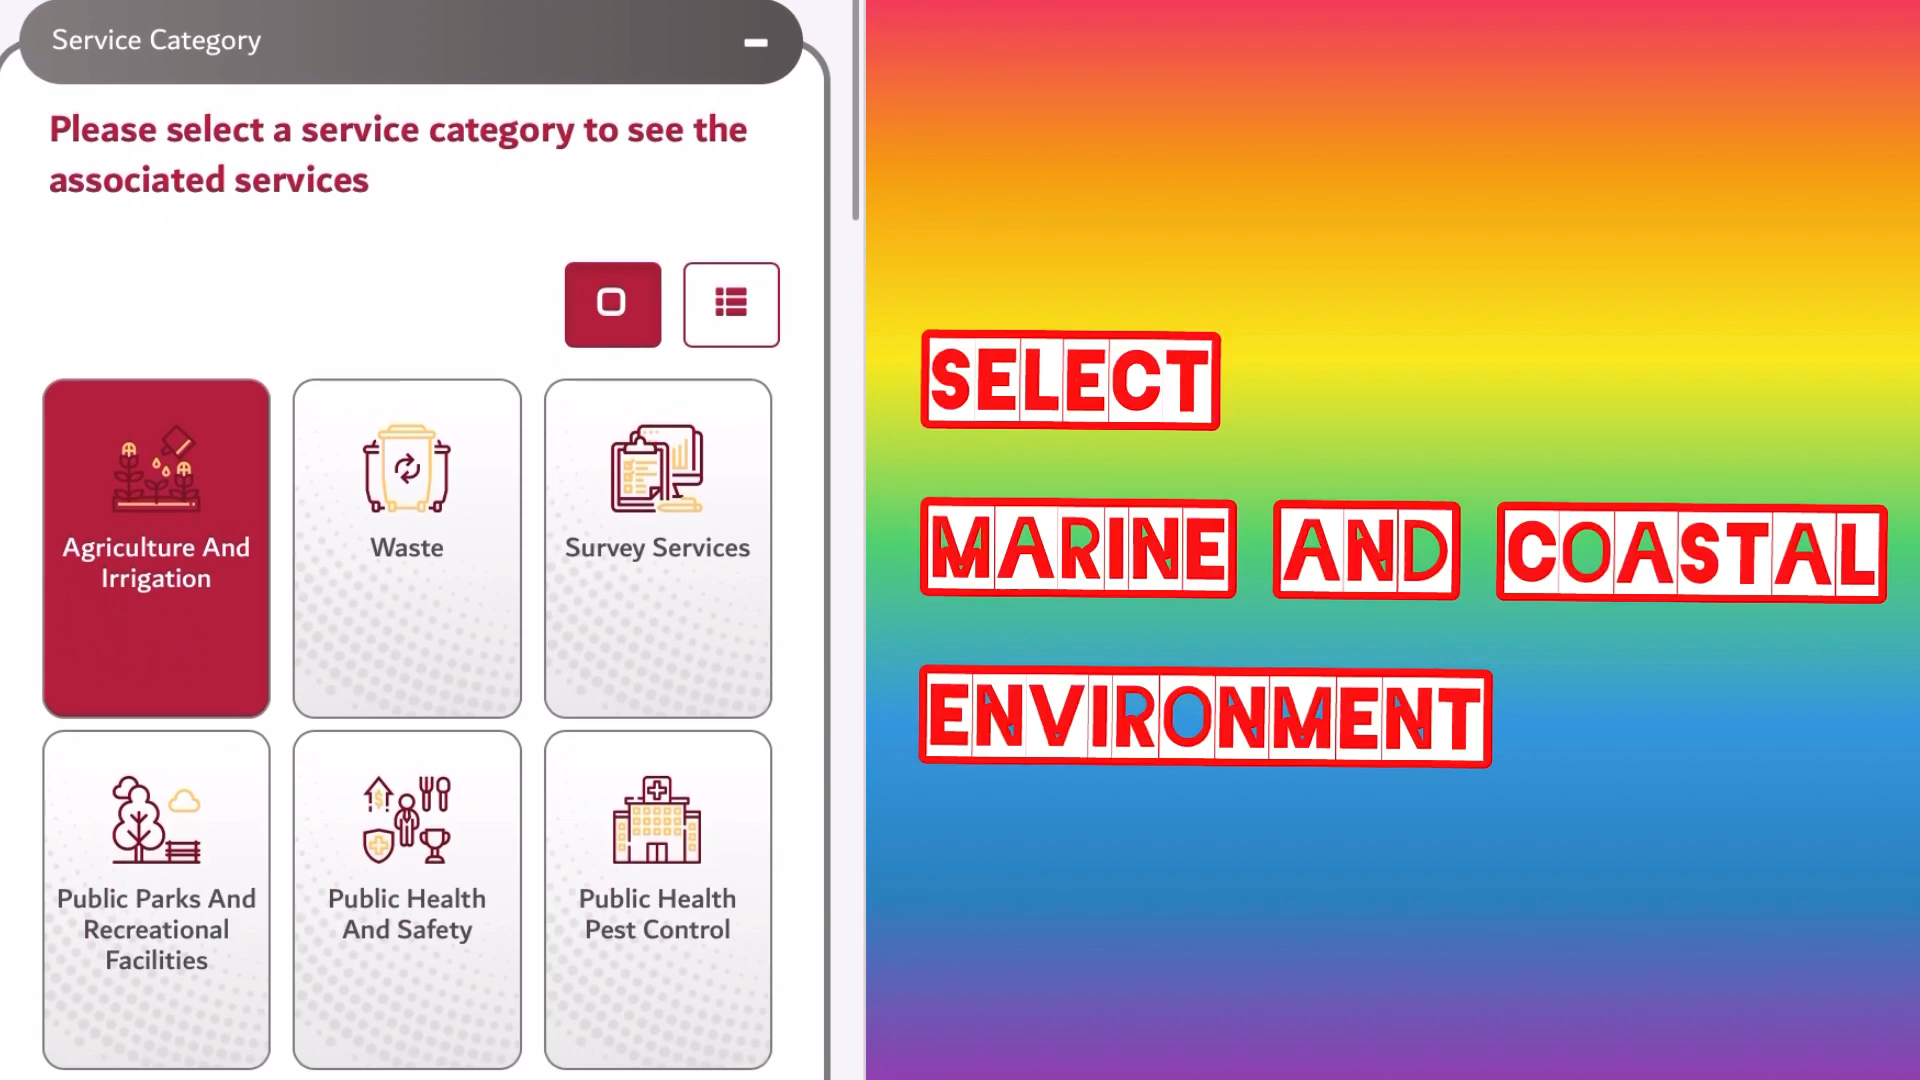 Service Category
Please select a service category to see the
associated services
Agriculture And
Irrigation
Waste
Survey Services
Public Parks And
Recreational
Facilities
Public Health
And Safety
Public Health
Pest Control
SELECT
MARINE AND COASTAL
ENVIRONMENT